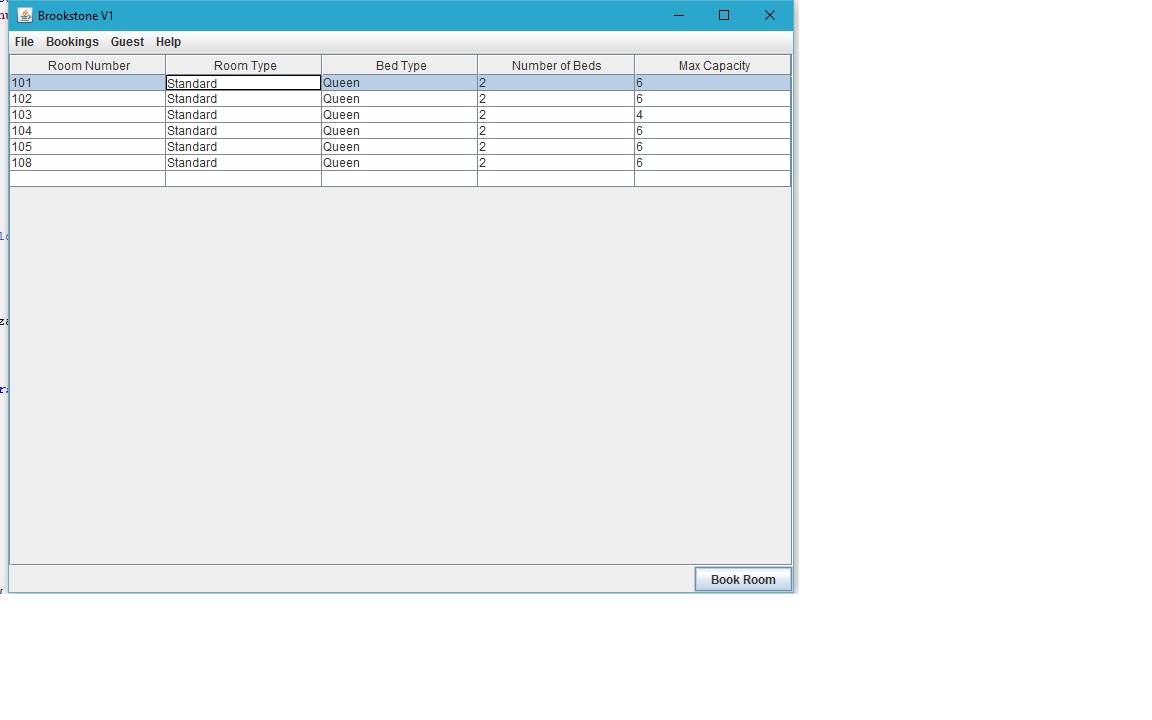 Brookstone V1
File Bookings Guest Help
Room Number Room Type Bed Type Number of Beds Max Capacity
101 Standard Queen 2 6
102 Standard Queen 2 6
103 Standard Queen 2 4
104 Standard Queen 2 6
105 Standard Queen 2 6
108 Standard Queen 2 6
Book Room